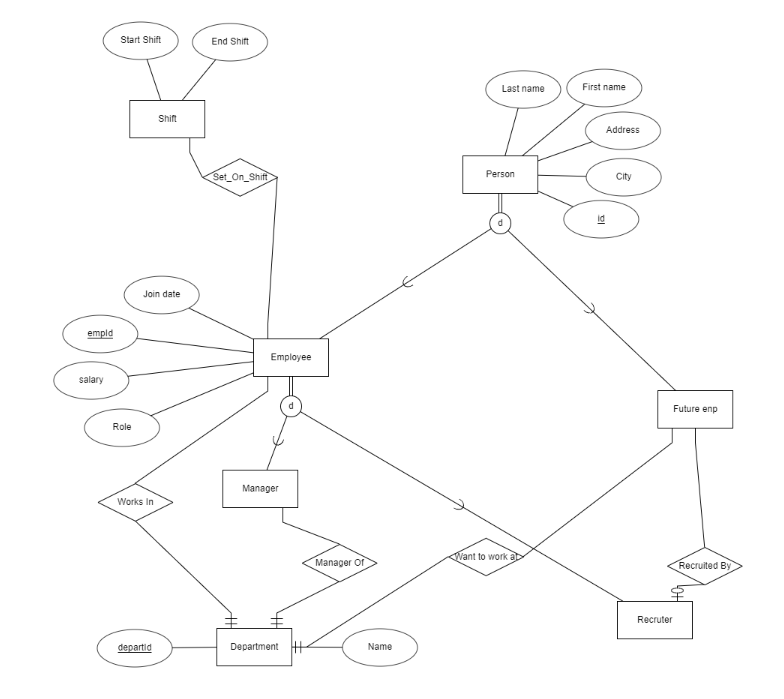 Start Shift
End Shift
Shift
Set_On_Shift
Last name
First name
Address
Person
City
id
d
Join date
empId
salary
Role
Employee
d
Future enp
Manager
Works In
Manager Of
Want to work at
Recruited By
Recruter
departId
Department
Name